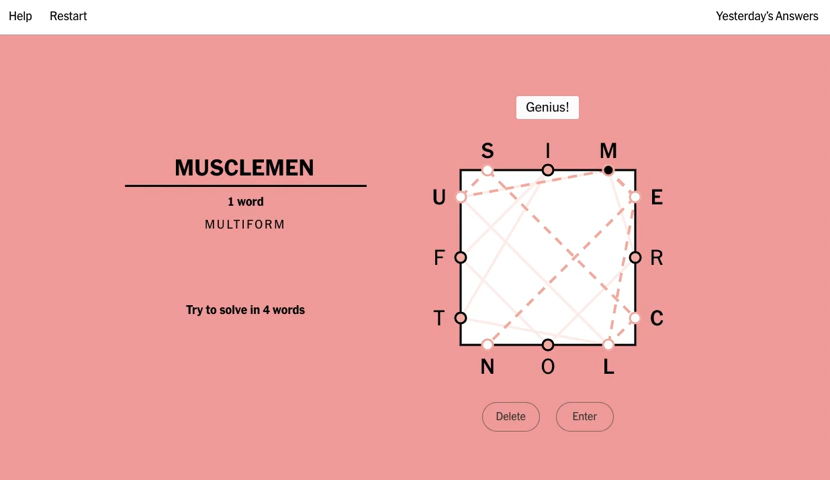 Help Restart Yesterday's Answers
Genius!
MUSCLEMEN
1 word
MULTIFORM
Try to solve in 4 words
S I M
U E
F R
T C
N O L
Delete Enter